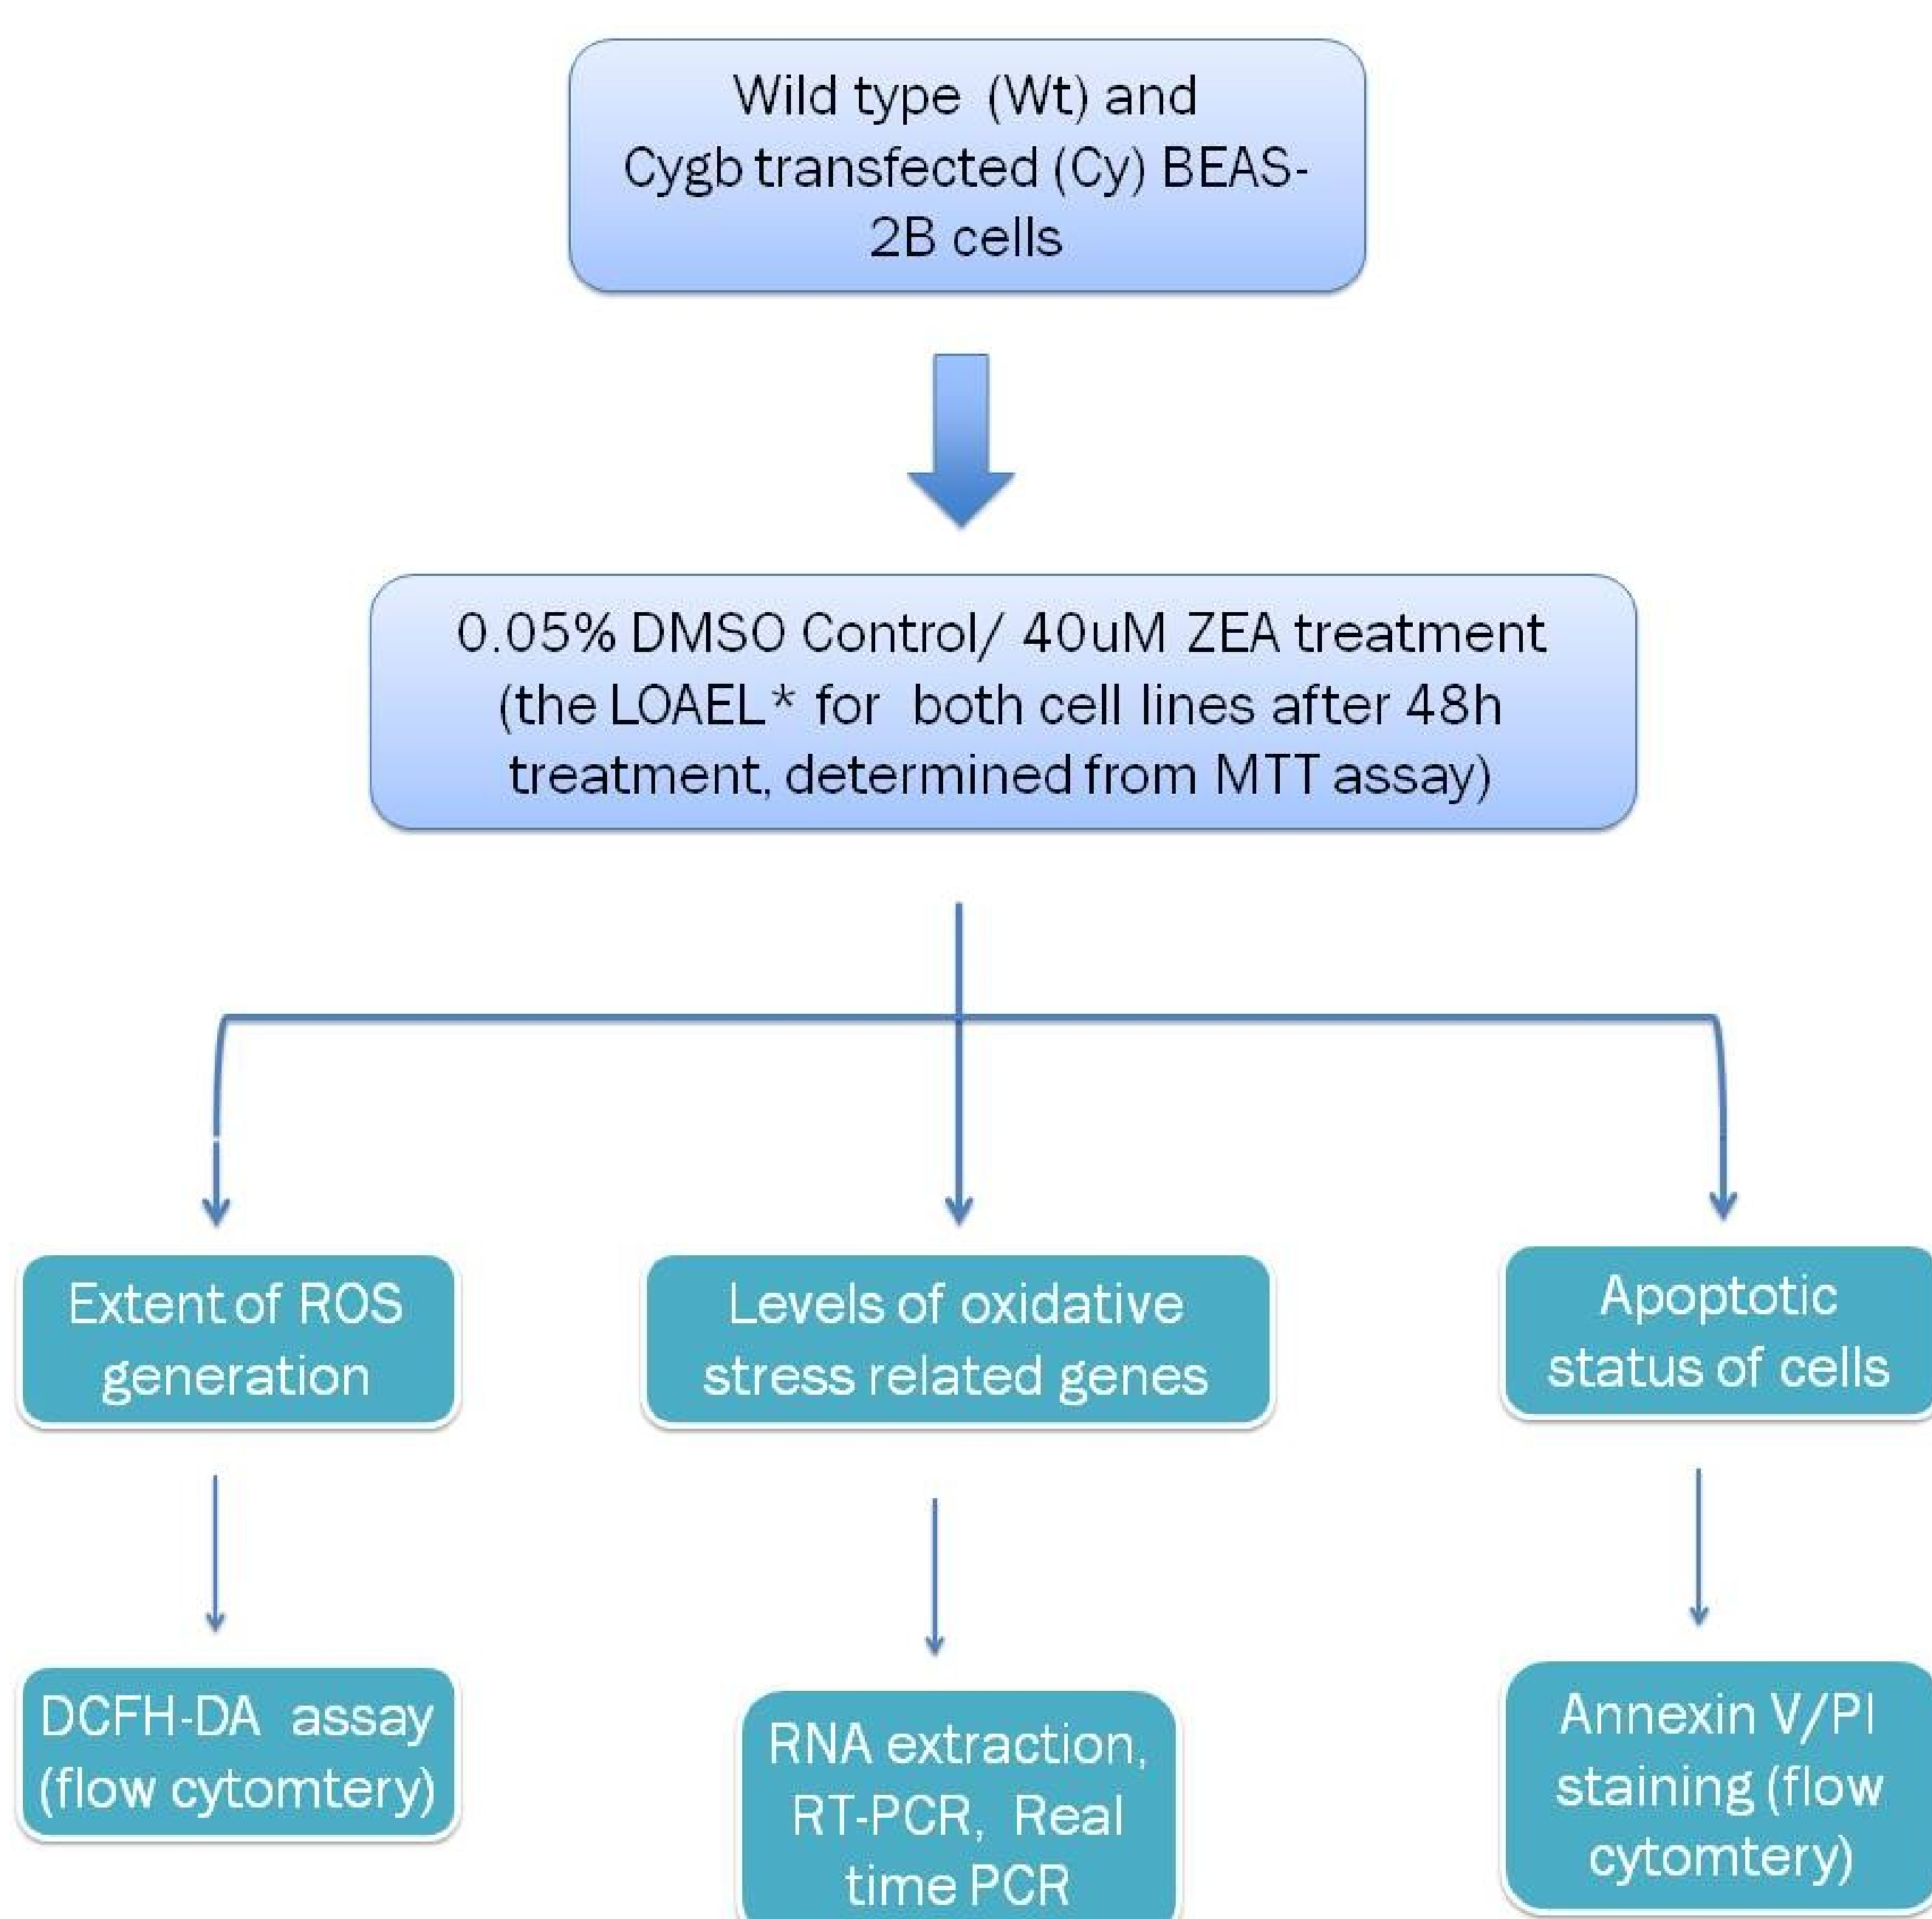 Wild type (Wt) and
Cygb transfected (Cy) BEAS-
2B cells
0.05% DMSO Control/ 40uM ZEA treatment
(the LOAEL* for both cell lines after 48h
treatment, determined from MTT assay)
Extent of ROS
generation
Levels of oxidative
stress related genes
Apoptotic
status of cells
DCFH-DA assay
(flow cytomtery)
RNA extraction,
RT-PCR, Real
time PCR
Annexin V/PI
staining (flow
cytomtery)